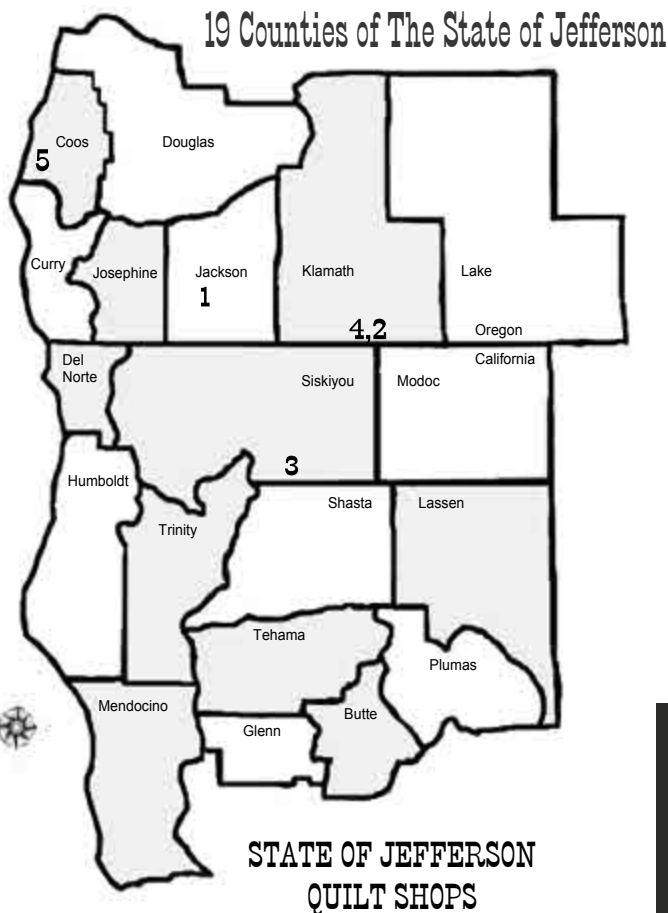 19 Counties of The State of Jefferson
Coos
Douglas
5
Curry
Josephine
Jackson
Klamath
Lake
1
4,2
Oregon
Del
Norte
California
Siskiyou
Modoc
3
Humboldt
Shasta
Lassen
Trinity
Tehama
Plumas
Mendocino
Butte
Glenn
STATE OF JEFFERSON
QUILT SHOPS